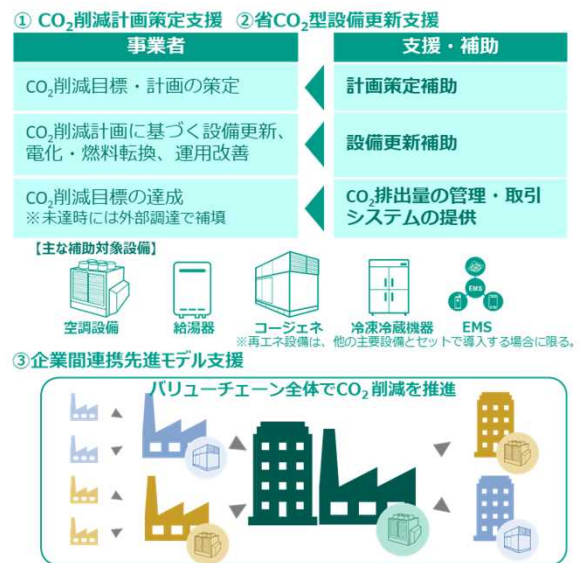 ① CO₂削減計画策定支援 ②省CO₂型設備更新支援
事業者
支援・補助
CO₂削減目標・計画の策定
計画策定補助
CO₂削減計画に基づく設備更新、
電化・燃料転換、運用改善
設備更新補助
CO₂削減目標の達成
※未達時には外部調達で補填
CO₂排出量の管理・取引
システムの提供
【主な補助対象設備】
EMS
空調設備
給湯器
コージェネ
冷凍冷蔵機器
EMS
※再エネ設備は、他の主要設備とセットで導入する場合に限る。
③企業間連携先進モデル支援
バリューチェーン全体でCO₂削減を推進